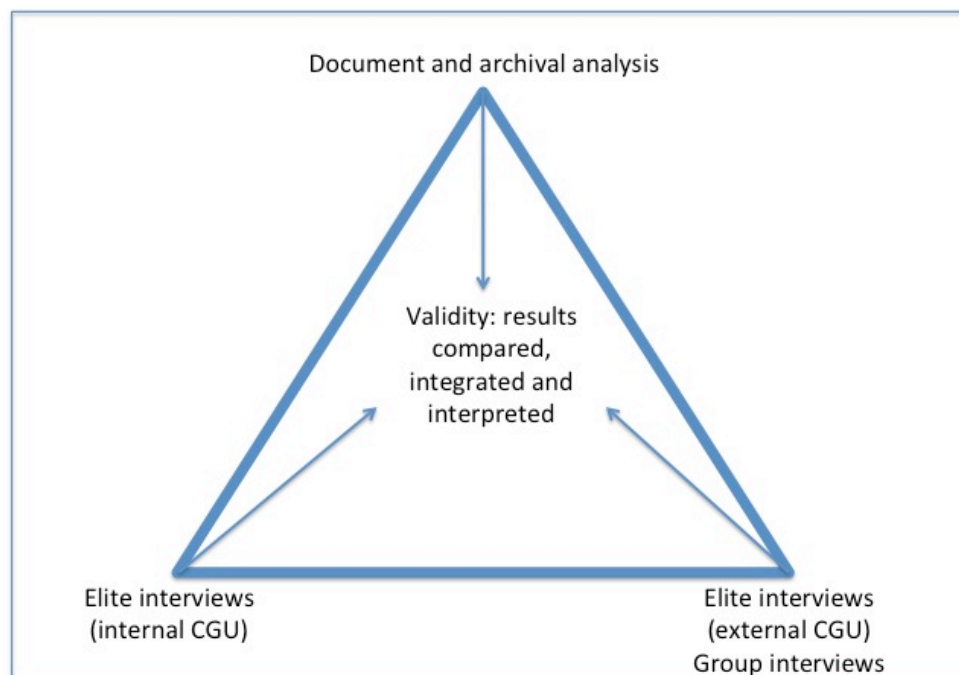 Document and archival analysis
Validity: results
compared,
integrated and
interpreted
Elite interviews
(internal CGU)
Elite interviews
(external CGU)
Group interviews